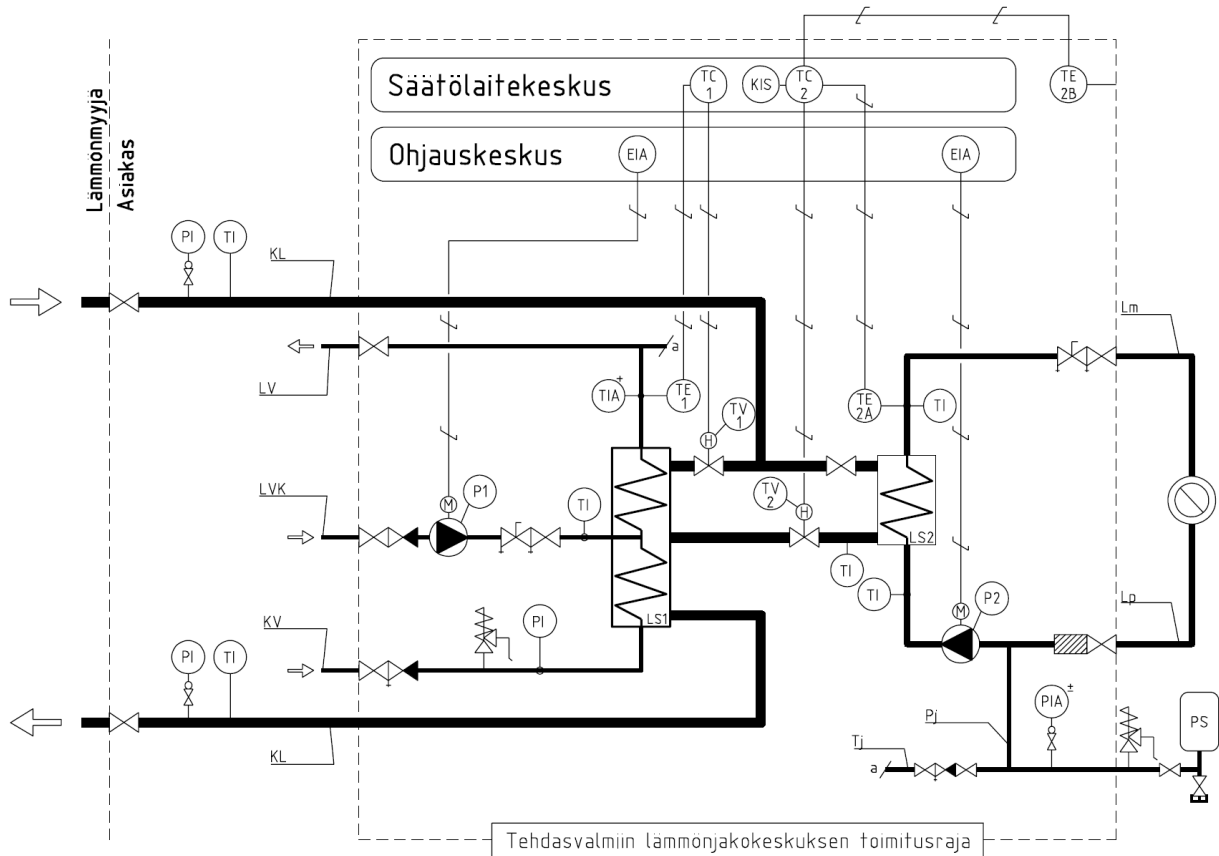 Säätölaitekeskus
TC 1
KIS
TC 2
TE 2B
Ohjauskeskus
EIA
EIA
Lämmönmyyjä
Asiakas
PI
TI
KL
Lm
a
LV
TIA +
TE 1
TV 1
TE 2A
TI
LVK
P1
TI
TV 2
LS2
TI
TI
P2
KV
PI
LS1
Lp
PI
TI
KL
Pj
PIA ±
PS
Tj
a
M
H
H
M
Tehdasvalmiin lämmönjakokeskuksen toimitusraja